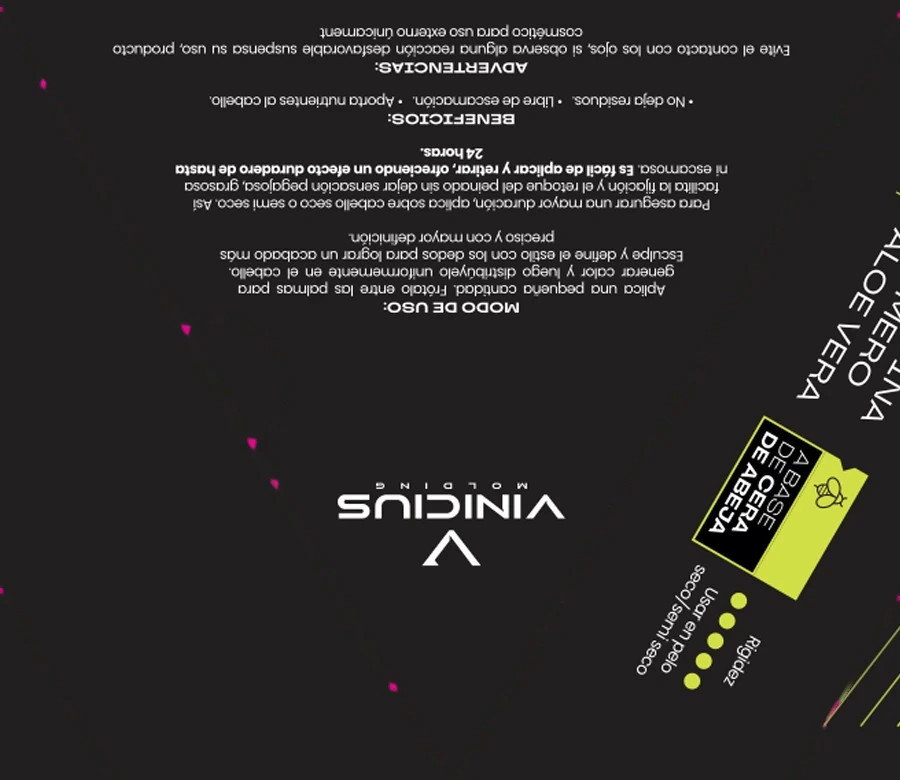 V
VINICIUS
MOLDING
MODO DE USO:
Aplica una pequeña cantidad. Frótalo entre las palmas para
generar calor y luego distribúyelo uniformemente en el cabello.
Esculpe y define el estilo con los dedos para lograr un acabado más
preciso y con mayor definición.
Para asegurar una mayor duración, aplica sobre cabello seco o semi seco. Así
facilita la fijación y el retoque del peinado sin dejar sensación pegajosa, grasosa
ni escamosa. Es fácil de aplicar y retirar, ofreciendo un efecto duradero de hasta
24 horas.
BENEFICIOS:
• No deja residuos. • Libre de escamación. • Aporta nutrientes al cabello.
ADVERTENCIAS:
Evite el contacto con los ojos, si observa alguna reacción desfavorable suspensa su uso, producto
cosmético para uso externo únicament
INA
MERO
ALOE VERA
A BASE
DE CERA
DE ABEJA
Rigidez
Usar en pelo
seco/semi seco